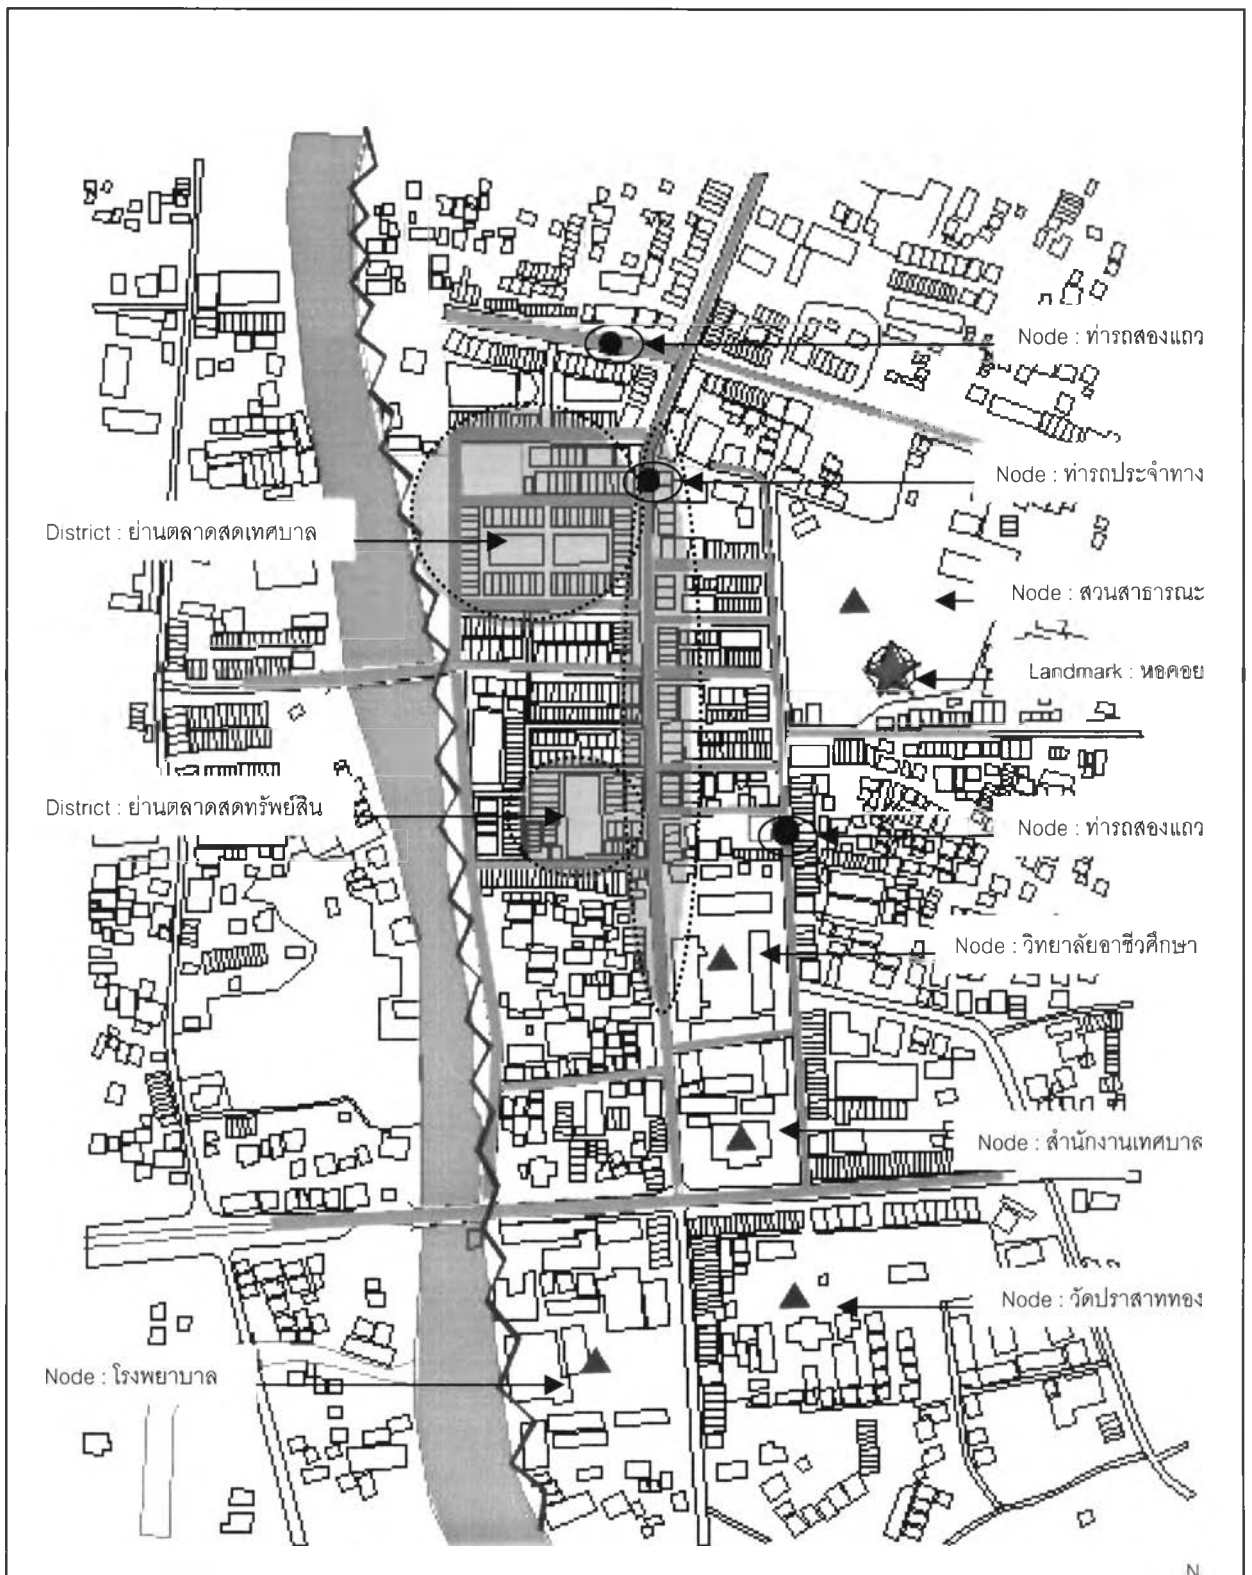 Node : ท่ารถสองแถว
Node : ท่ารถประจำทาง
District : ย่านตลาดสดเทศบาล
Node : สวนสาธารณะ
Landmark : หอคอย
District : ย่านตลาดสดทรัพย์สิน
Node : ท่ารถสองแถว
Node : วิทยาลัยอาชีวศึกษา
Node : สำนักงานเทศบาล
Node : วัดปราสาททอง
Node : โรงพยาบาล
N